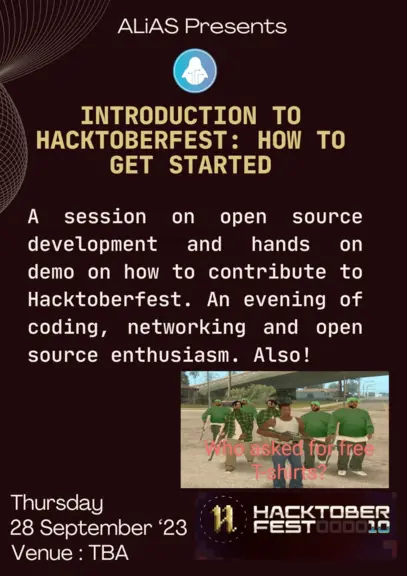 ALiAS Presents
INTRODUCTION TO
HACKTOBERFEST: HOW TO
GET STARTED
A session on open source
development and hands on
demo on how to contribute to
Hacktoberfest. An evening of
coding, networking and open
source enthusiasm. Also!
Who asked for free
T-shirts?
Thursday
28 September ‘23
Venue : TBA
HACKTOBER
FEST0000010